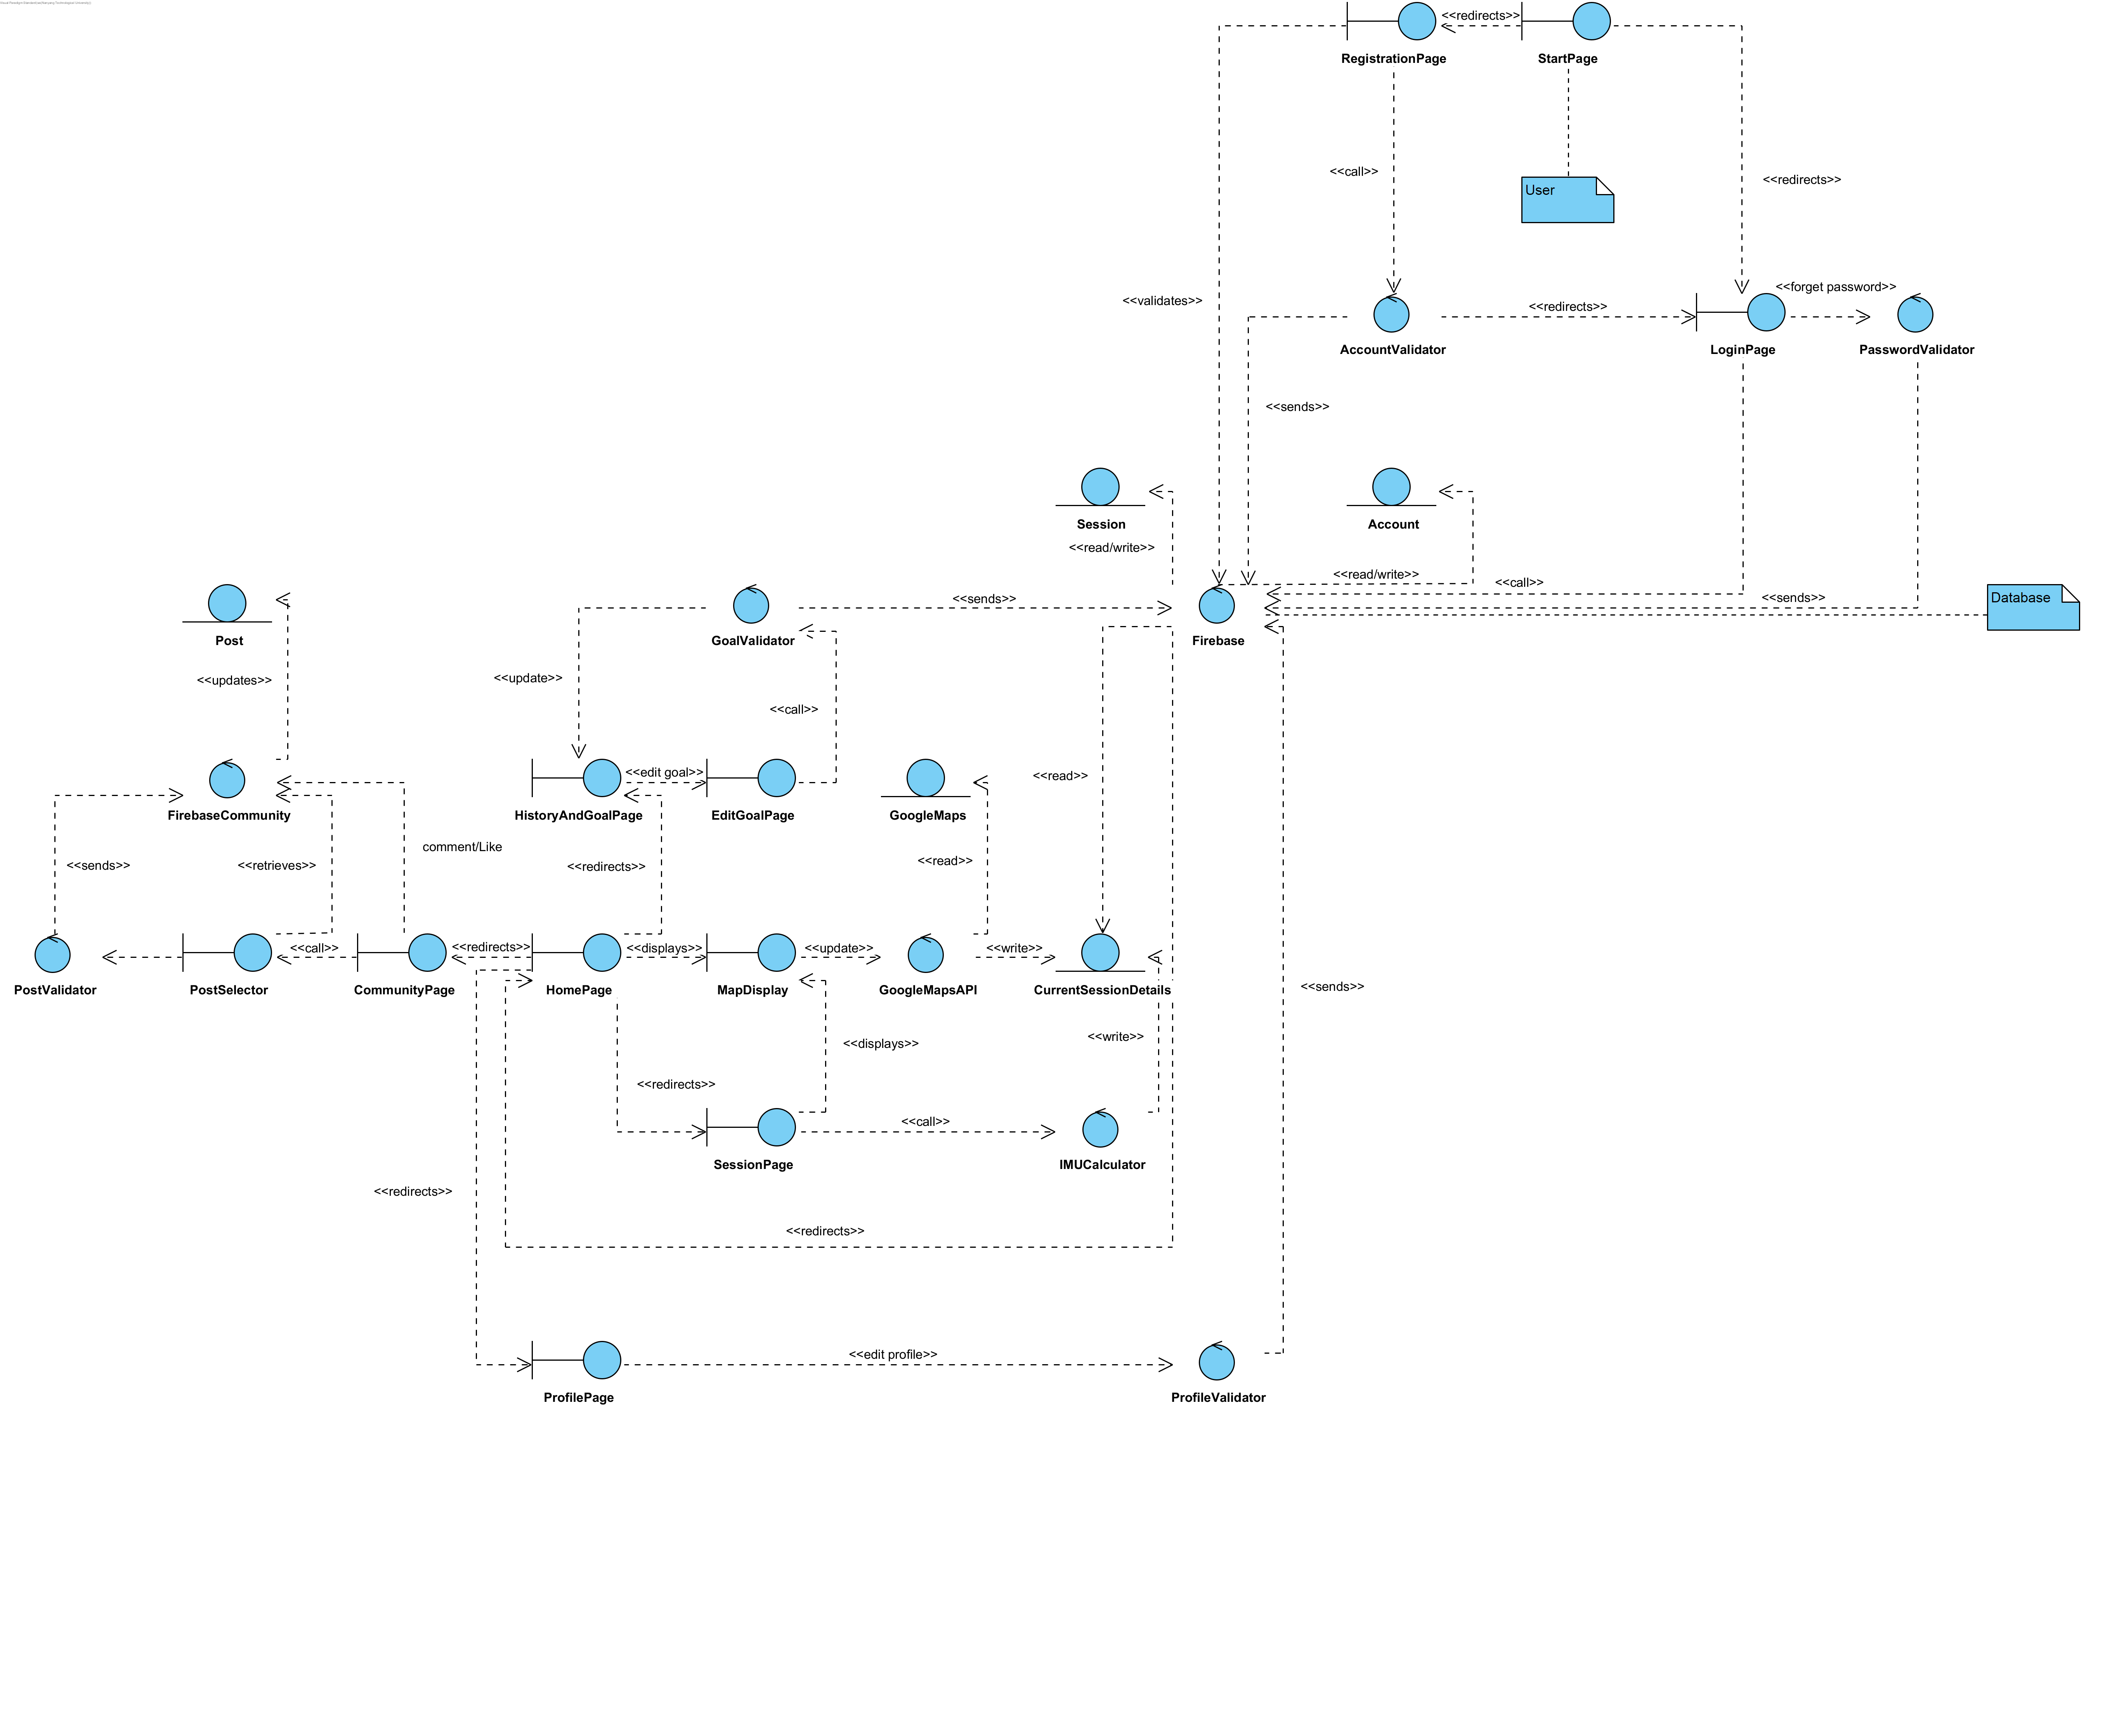 <<redirects>>
RegistrationPage
StartPage
<<call>>
User
<<redirects>>
<<validates>>
<<forget password>>
<<redirects>>
AccountValidator
LoginPage
PasswordValidator
<<sends>>
Session
Account
<<read/write>>
<<read/write>>
<<call>>
<<sends>>
<<sends>>
Database
Post
GoalValidator
Firebase
<<updates>>
<<update>>
<<call>>
<<edit goal>>
<<read>>
FirebaseCommunity
HistoryAndGoalPage
EditGoalPage
GoogleMaps
comment/Like
<<sends>>
<<retrieves>>
<<redirects>>
<<read>>
<<call>>
<<redirects>>
<<displays>>
<<update>>
<<write>>
PostValidator
PostSelector
CommunityPage
HomePage
MapDisplay
GoogleMapsAPI
CurrentSessionDetails
<<sends>>
<<displays>>
<<write>>
<<redirects>>
<<call>>
SessionPage
IMUCalculator
<<redirects>>
<<redirects>>
<<edit profile>>
ProfilePage
ProfileValidator